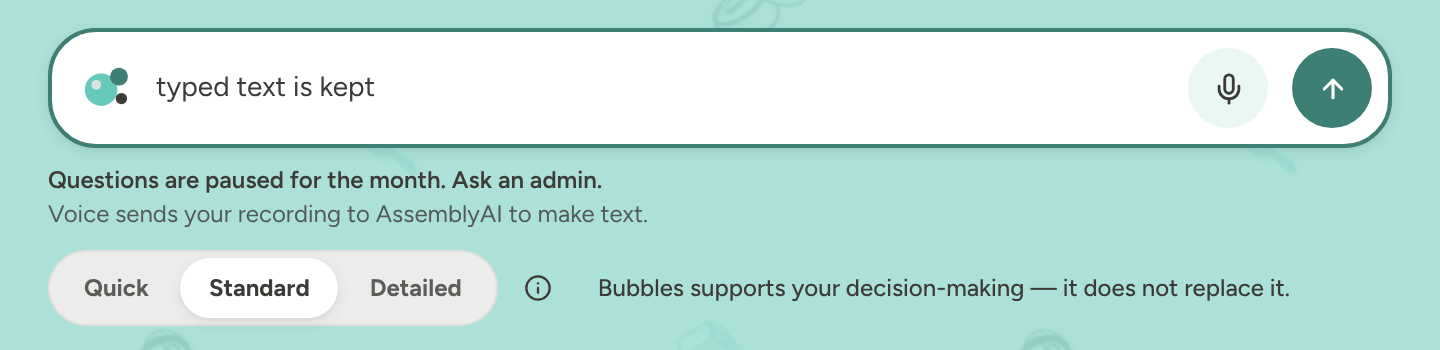 typed text is kept
Questions are paused for the month. Ask an admin.
Voice sends your recording to AssemblyAI to make text.
Quick Standard Detailed Bubbles supports your decision-making — it does not replace it.